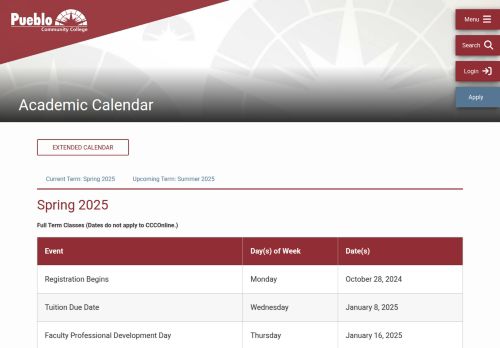 Pueblo
Community College
Menu
Search
Login
Apply
Academic Calendar
EXTENDED CALENDAR
Current Term: Spring 2025 Upcoming Term: Summer 2025
Spring 2025
Full Term Classes (Dates do not apply to CCCOnline.)
Event Day(s) of Week Date(s)
Registration Begins Monday October 28, 2024
Tuition Due Date Wednesday January 8, 2025
Faculty Professional Development Day Thursday January 16, 2025